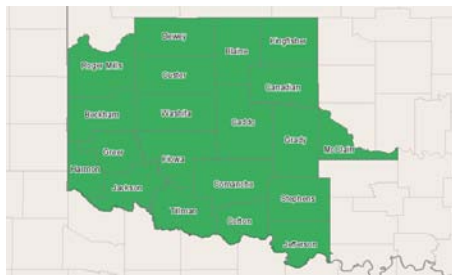 Dewey
Kingfisher
Blaine
Roger Mills
Custer
Canadian
Beckham
Washita
Caddo
Grady
McClain
Greer
Kiowa
Harmon
Comanche
Jackson
Stephens
Tillman
Cotton
Jefferson